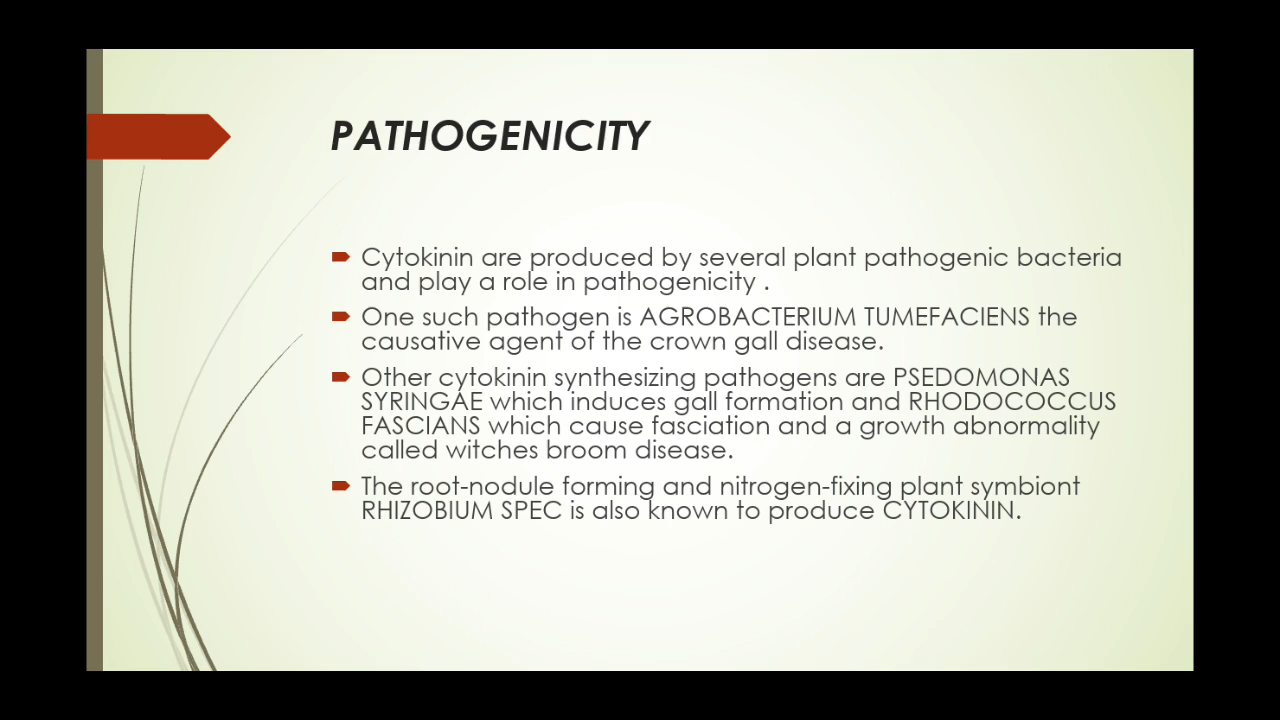 PATHOGENICITY
Cytokinin are produced by several plant pathogenic bacteria
and play a role in pathogenicity .
One such pathogen is AGROBACTERIUM TUMEFACIENS the
causative agent of the crown gall disease.
Other cytokinin synthesizing pathogens are PSEDOMONAS
SYRINGAE which induces gall formation and RHODOCOCCUS
FASCIANS which cause fasciation and a growth abnormality
called witches broom disease.
The root-nodule forming and nitrogen-fixing plant symbiont
RHIZOBIUM SPEC is also known to produce CYTOKININ.